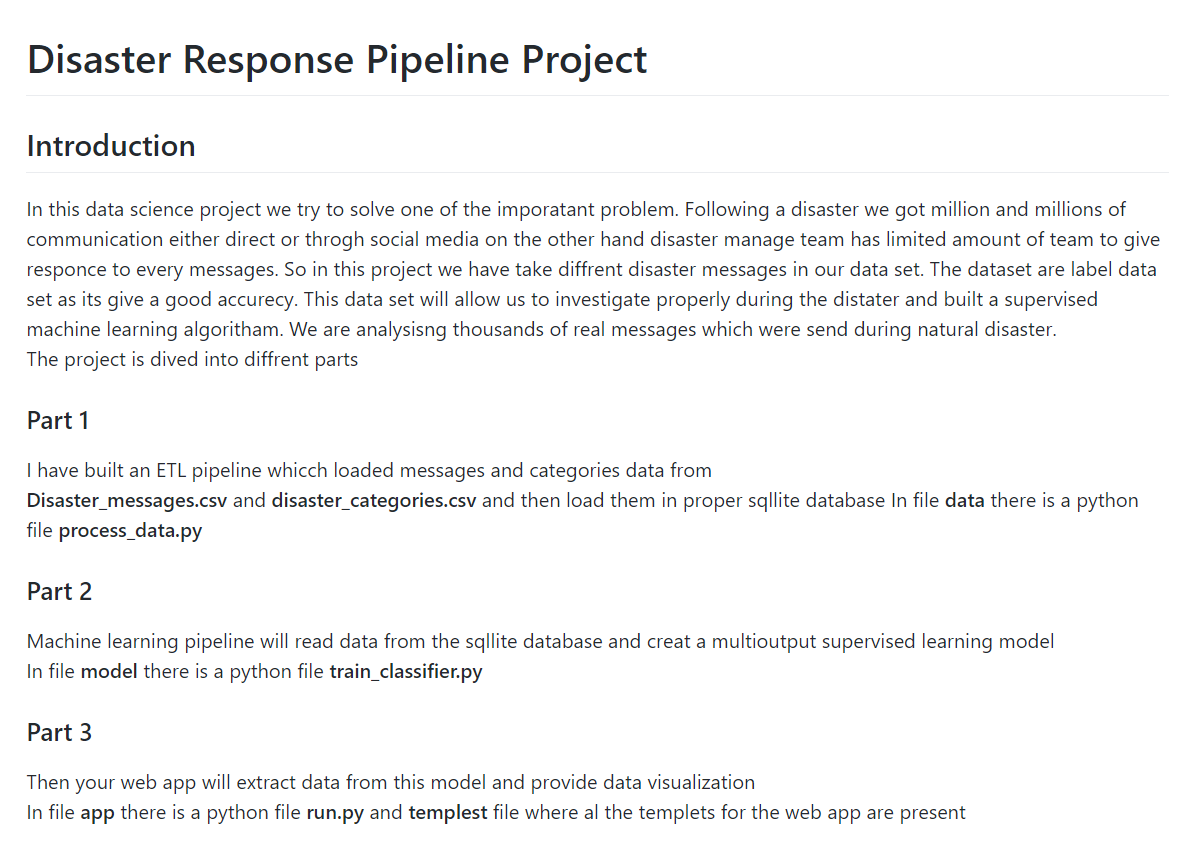 Disaster Response Pipeline Project
Introduction
In this data science project we try to solve one of the imporatant problem. Following a disaster we got million and millions of
communication either direct or throgh social media on the other hand disaster manage team has limited amount of team to give
responce to every messages. So in this project we have take diffrent disaster messages in our data set. The dataset are label data
set as its give a good accurecy. This data set will allow us to investigate properly during the distater and built a supervised
machine learning algoritham. We are analysisng thousands of real messages which were send during natural disaster.
The project is dived into diffrent parts
Part 1
I have built an ETL pipeline whicch loaded messages and categories data from
Disaster_messages.csv and disaster_categories.csv and then load them in proper sqllite database In file data there is a python
file process_data.py
Part 2
Machine learning pipeline will read data from the sqllite database and creat a multioutput supervised learning model
In file model there is a python file train_classifier.py
Part 3
Then your web app will extract data from this model and provide data visualization
In file app there is a python file run.py and templest file where al the templets for the web app are present